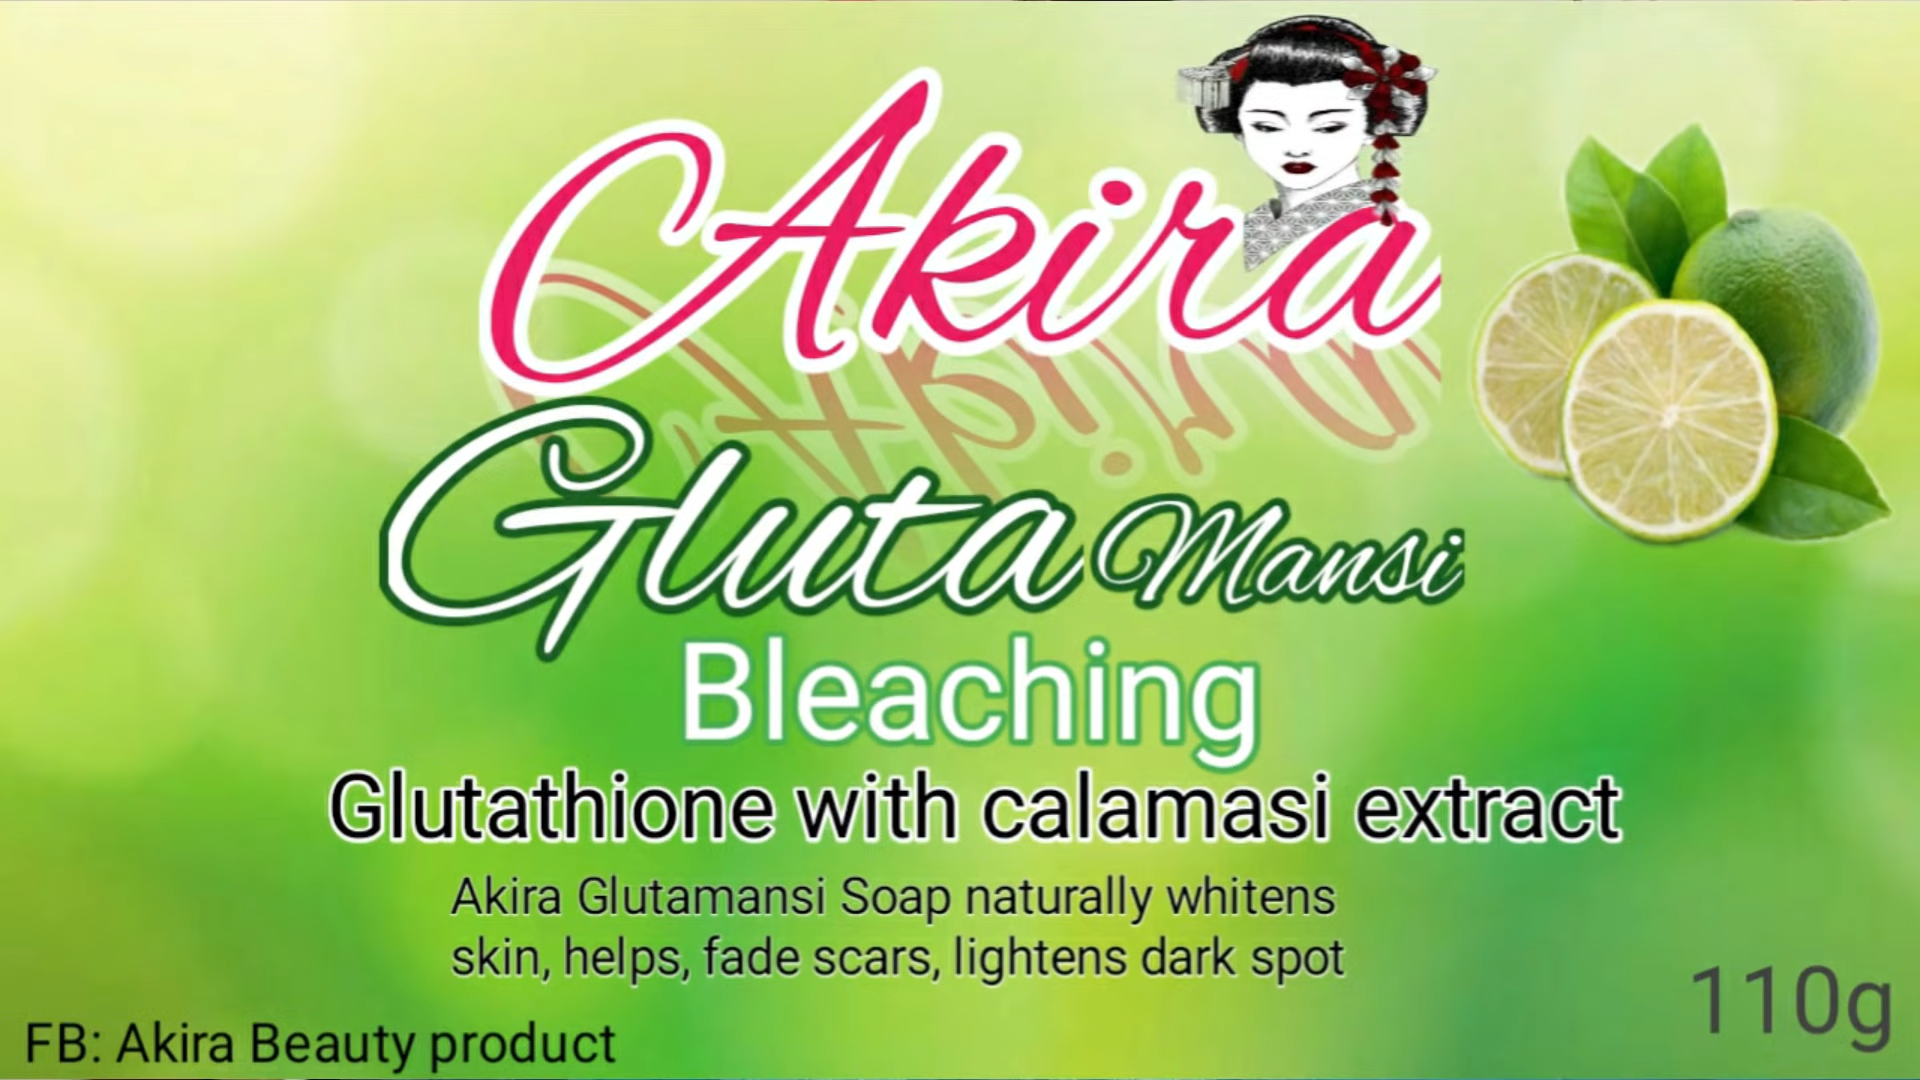 Akira
Gluta Mansi
Bleaching
Glutathione with calamasi extract
Akira Glutamansi Soap naturally whitens
skin, helps, fade scars, lightens dark spot
110g
FB: Akira Beauty product